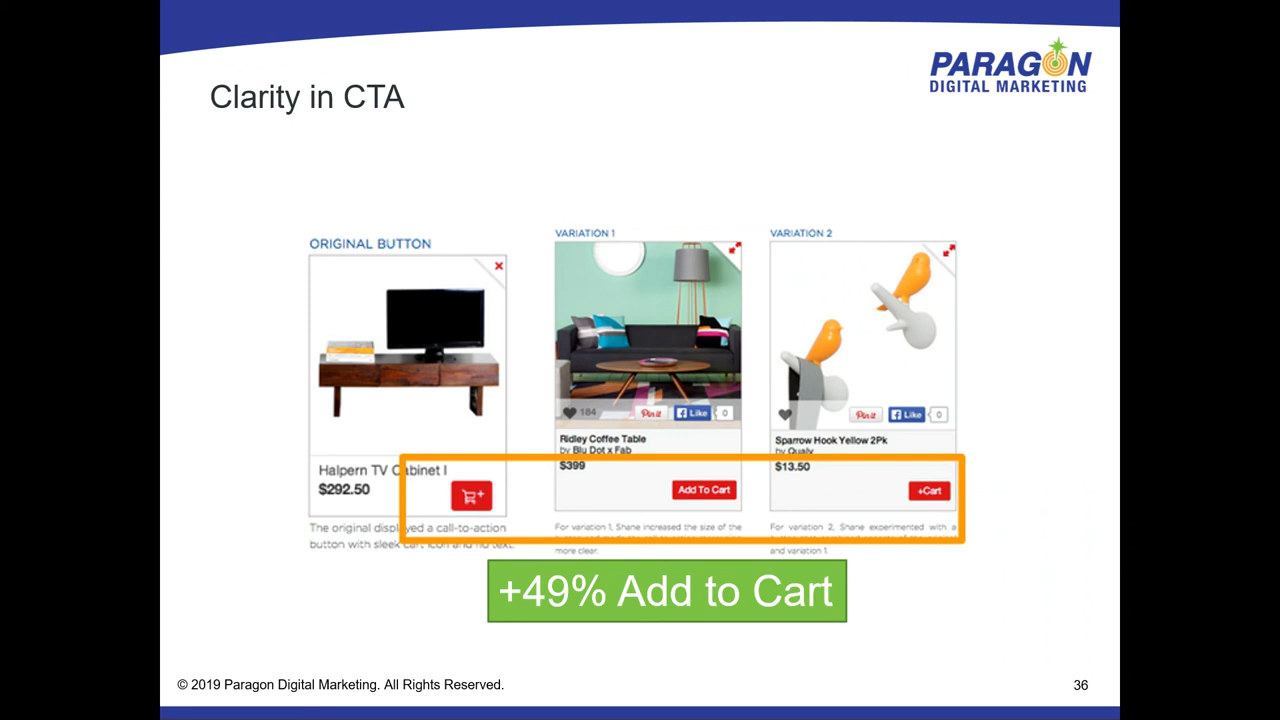 PARAGON
DIGITAL MARKETING
Clarity in CTA
ORIGINAL BUTTON
Halpern TV Cabinet I
$292.50
The original displayed a call-to-action
button with sleek cart icon and no text.
VARIATION 1
184
Pin it
Like
0
Ridley Coffee Table
by Blu Dot x Fab
$399
Add To Cart
For variation 1, Shane increased the size of the
more clear.
VARIATION 2
Pin it
Like
0
Sparrow Hook Yellow 2Pk
by Qualy
$13.50
+Cart
For variation 2, Shane experimented with a
and variation 1.
+49% Add to Cart
© 2019 Paragon Digital Marketing. All Rights Reserved.
36